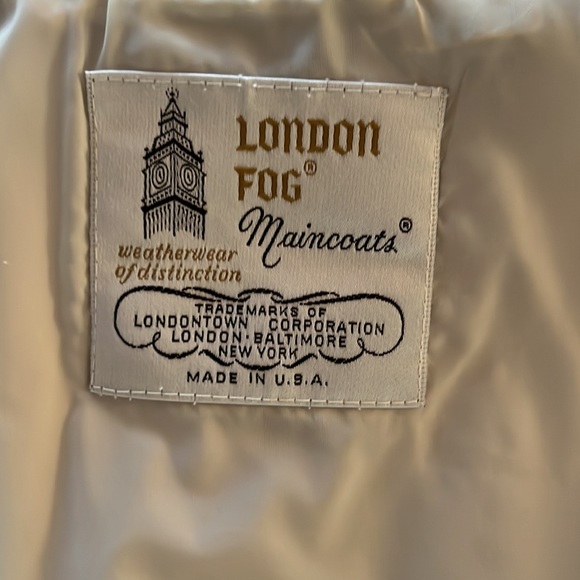 LONDON
FOG®
Maincoats®
weatherwear
of distinction
TRADEMARKS OF
LONDONTOWN CORPORATION
LONDON·BALTIMORE
NEW YORK
MADE IN U.S.A.